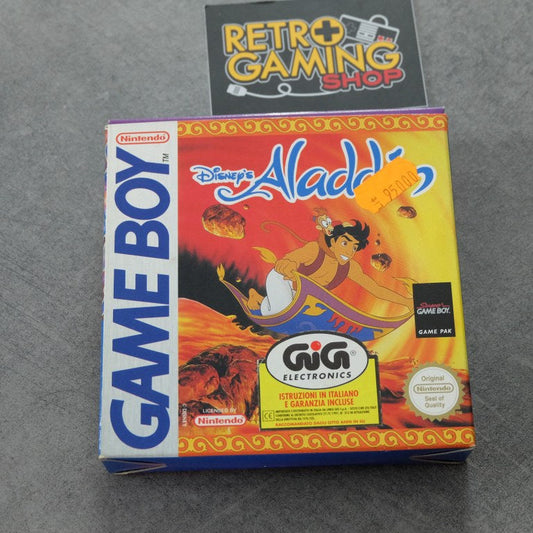 RETRO
GAMING
SHOP
Nintendo
GAME BOY
TM
Disney's Aladdin
GAME BOY
GAME PAK
GiG
ELECTRONICS
ISTRUZIONI IN ITALIANO
E GARANZIA INCLUSE
LICENSED BY
Nintendo
Original
Nintendo
Seal of
Quality